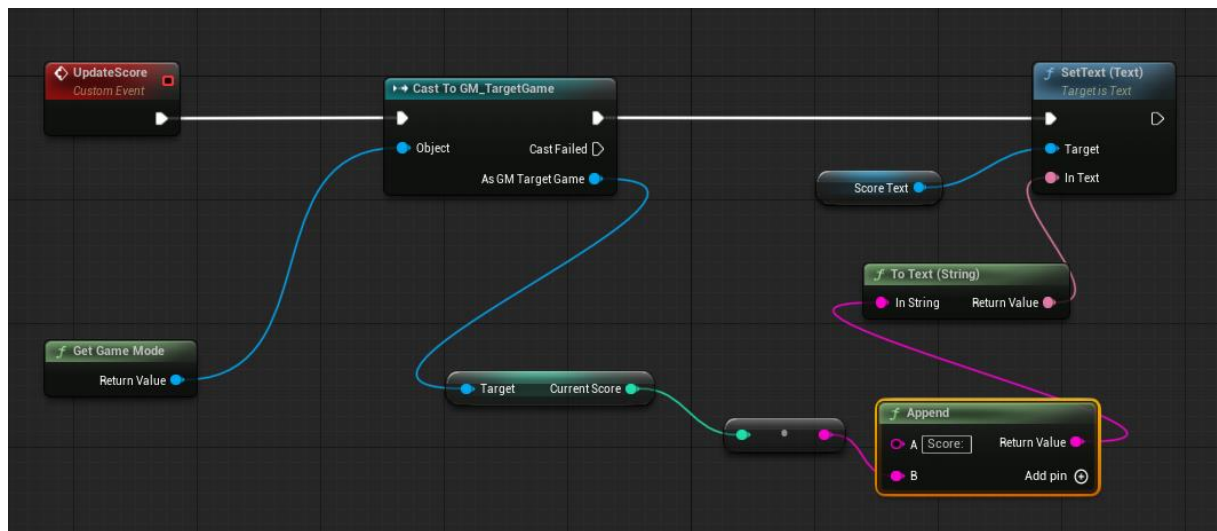 UpdateScore
Custom Event
Cast To GM_TargetGame
Object
Cast Failed
As GM Target Game
SetText (Text)
Target is Text
Target
In Text
Score Text
To Text (String)
In String Return Value
Get Game Mode
Return Value
Target Current Score
Append
A Score: Return Value
B Add pin